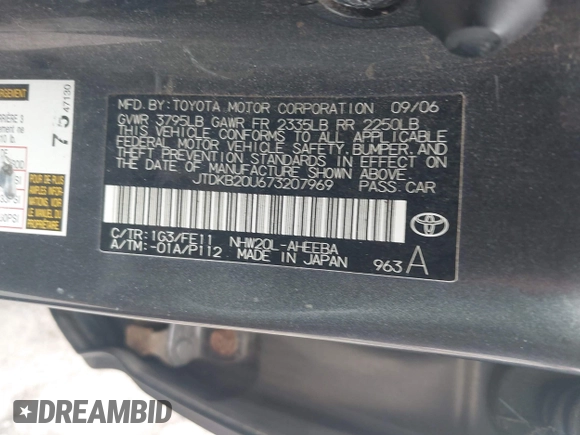 MFD.BY:TOYOTA MOTOR CORPORATION 09/06
GVWR 3795LB GAWR FR 2335LB RR 2250LB
THIS VEHICLE CONFORMS TO ALL APPLICABLE
FEDERAL MOTOR VEHICLE SAFETY, BUMPER, AND
THEFT PREVENTION STANDARDS IN EFFECT ON
THE DATE OF MANUFACTURE SHOWN ABOVE.
JTDKB20U673207969 PASS.CAR
C/TR:1G3/FE11 NHW20L-AHEEBA
A/TM:-01A/P112 MADE IN JAPAN 963 A
75 47130
DREAMBID